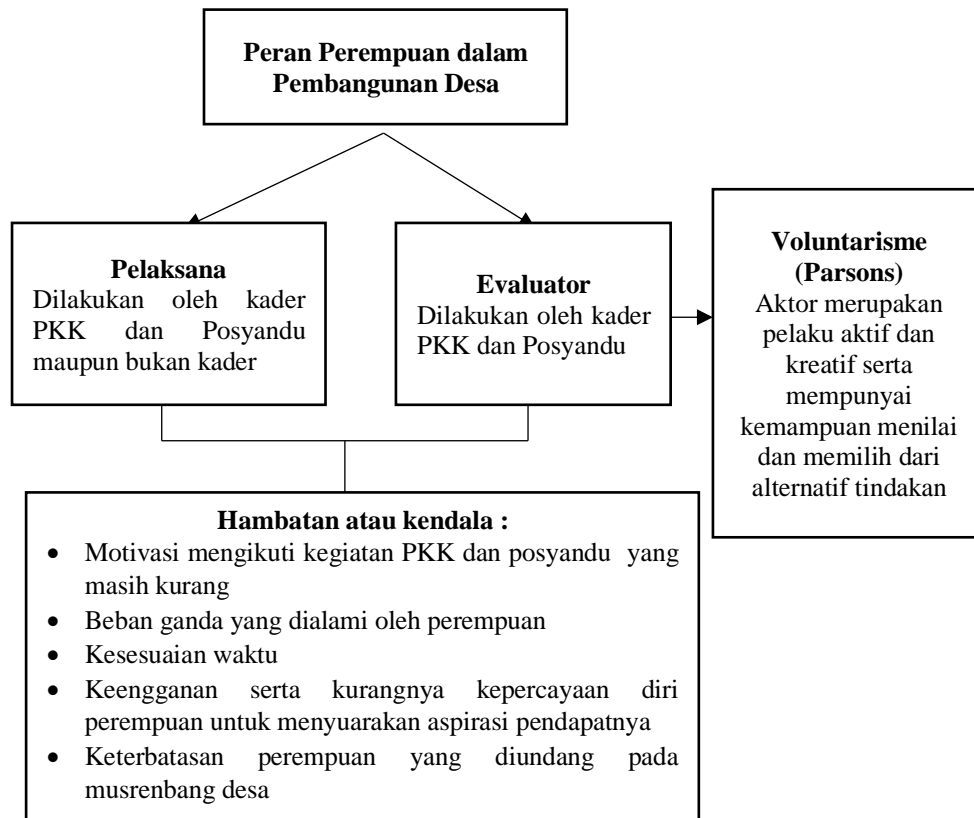 Peran Perempuan dalam
Pembangunan Desa
Pelaksana
Dilakukan oleh kader
PKK dan Posyandu
maupun bukan kader
Evaluator
Dilakukan oleh kader
PKK dan Posyandu
Voluntarisme
(Parsons)
Aktor merupakan
pelaku aktif dan
kreatif serta
mempunyai
kemampuan menilai
dan memilih dari
alternatif tindakan
Hambatan atau kendala :
• Motivasi mengikuti kegiatan PKK dan posyandu yang
masih kurang
• Beban ganda yang dialami oleh perempuan
• Kesesuaian waktu
• Keengganan serta kurangnya kepercayaan diri
perempuan untuk menyuarakan aspirasi pendapatnya
• Keterbatasan perempuan yang diundang pada
musrenbang desa